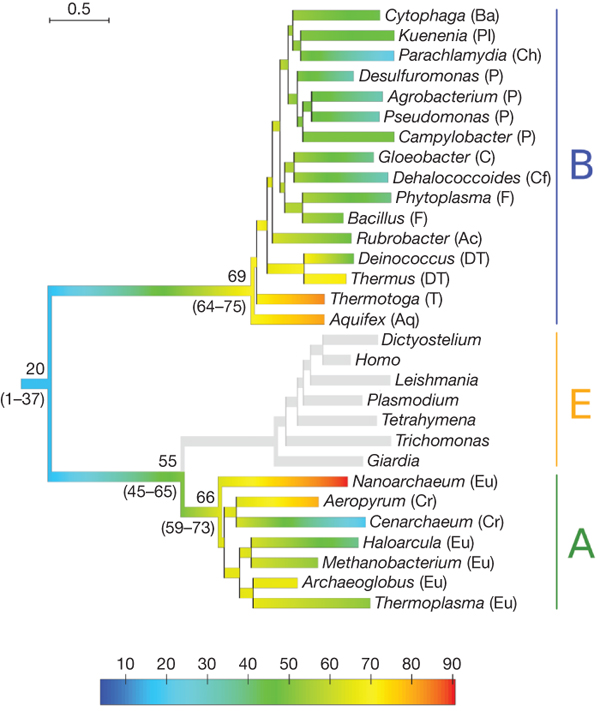 0.5
Cytophaga (Ba)
Kuenenia (Pl)
Parachlamydia (Ch)
Desulfuromonas (P)
Agrobacterium (P)
Pseudomonas (P)
Campylobacter (P)
Gloeobacter (C)
Dehalococcoides (Cf)
B
Phytoplasma (F)
Bacillus (F)
Rubrobacter (Ac)
Deinococcus (DT)
69
Thermus (DT)
(64–75)
Thermotoga (T)
Aquifex (Aq)
Dictyostelium
Homo
20
Leishmania
(1–37)
Plasmodium
E
Tetrahymena
Trichomonas
55
Giardia
(45–65)
Nanoarchaeum (Eu)
66
Aeropyrum (Cr)
(59–73)
Cenarchaeum (Cr)
Haloarcula (Eu)
A
Methanobacterium (Eu)
Archaeoglobus (Eu)
Thermoplasma (Eu)
10 20 30 40 50 60 70 80 90